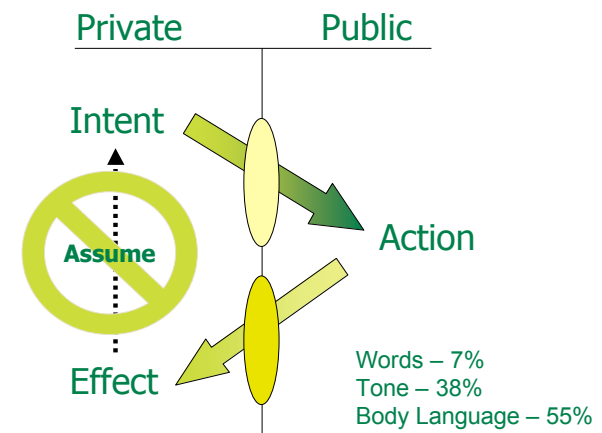 Private Public
Intent
Action
Assume
Effect
Words – 7%
Tone – 38%
Body Language – 55%